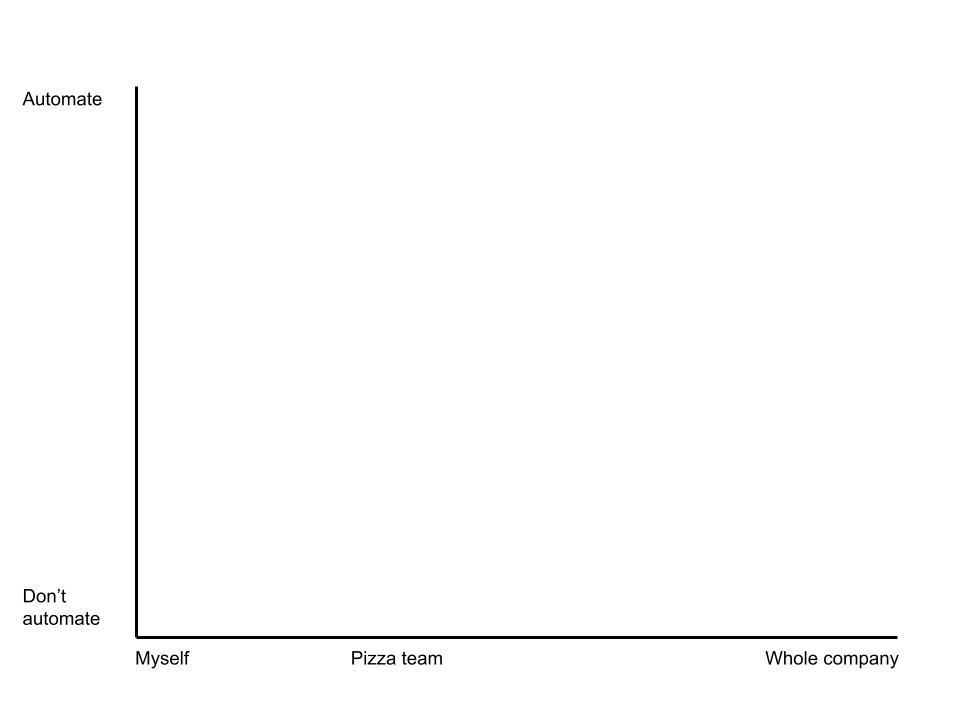 Automate
Don’t
automate
Myself
Pizza team
Whole company